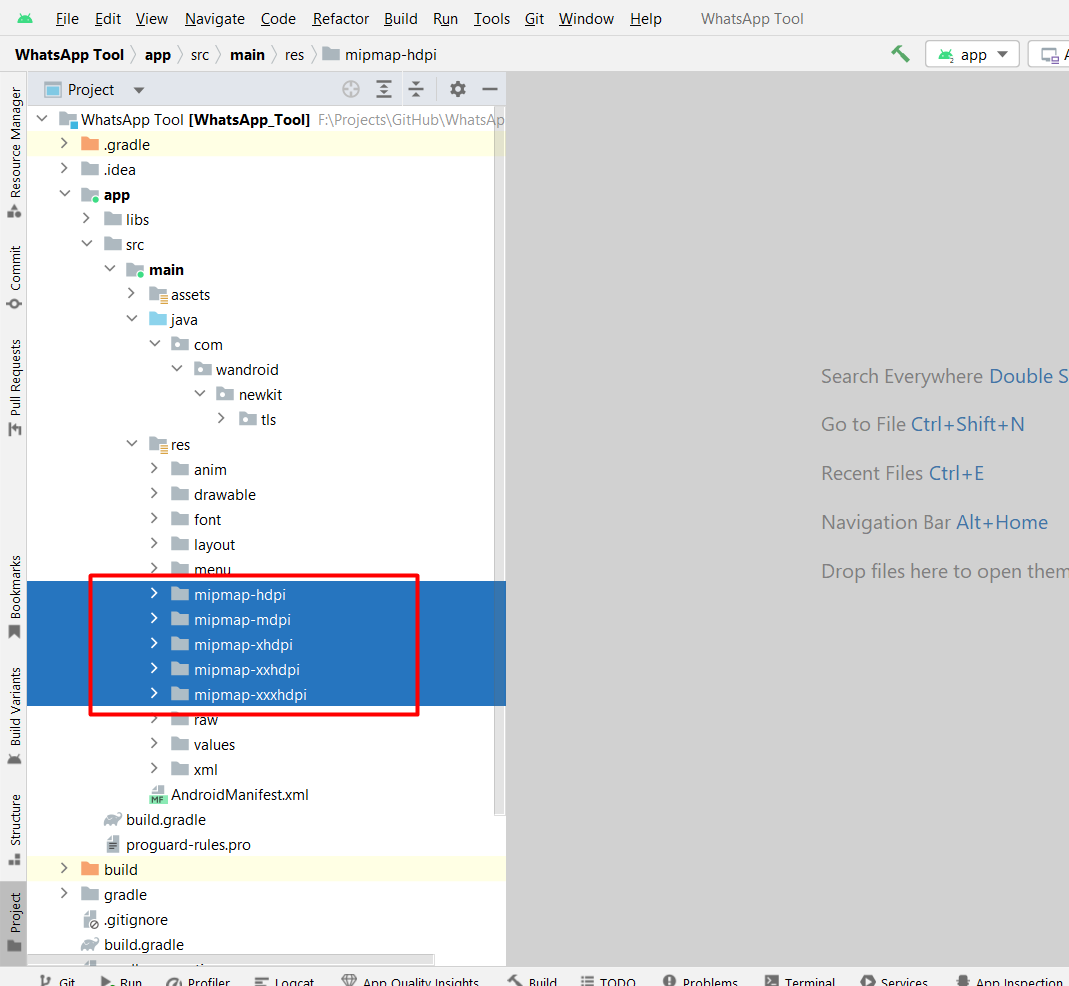 File Edit View Navigate Code Refactor Build Run Tools Git Window Help WhatsApp Tool
WhatsApp Tool app src main res mipmap-hdpi app
Project
WhatsApp Tool [WhatsApp_Tool] F:\Projects\GitHub\WhatsAp
.gradle
.idea
app
libs
src
main
assets
java
com
wandroid
newkit
tls
res
anim
drawable
font
layout
menu
mipmap-hdpi
mipmap-mdpi
mipmap-xhdpi
mipmap-xxhdpi
mipmap-xxxhdpi
raw
values
xml
MF AndroidManifest.xml
build.gradle
proguard-rules.pro
build
gradle
.gitignore
build.gradle
Resource Manager
Commit
Pull Requests
Bookmarks
Build Variants
Structure
Project
Search Everywhere Double S
Go to File Ctrl+Shift+N
Recent Files Ctrl+E
Navigation Bar Alt+Home
Drop files here to open them
Git Run Profiler Logcat App Quality Insights Build TODO Problems Terminal Services App Inspection